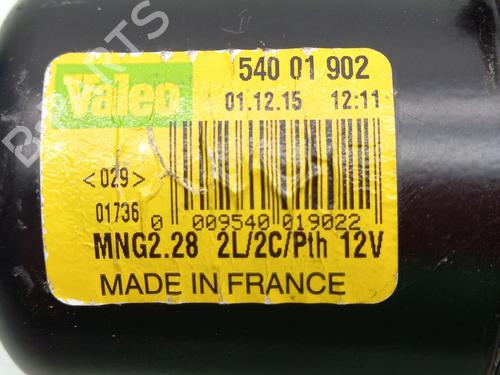 Valeo
54 01 902
01.12.15 12:11
<029>
01736
0 009540 019022
MNG2.28 2L/2C/Pth 12V
MADE IN FRANCE